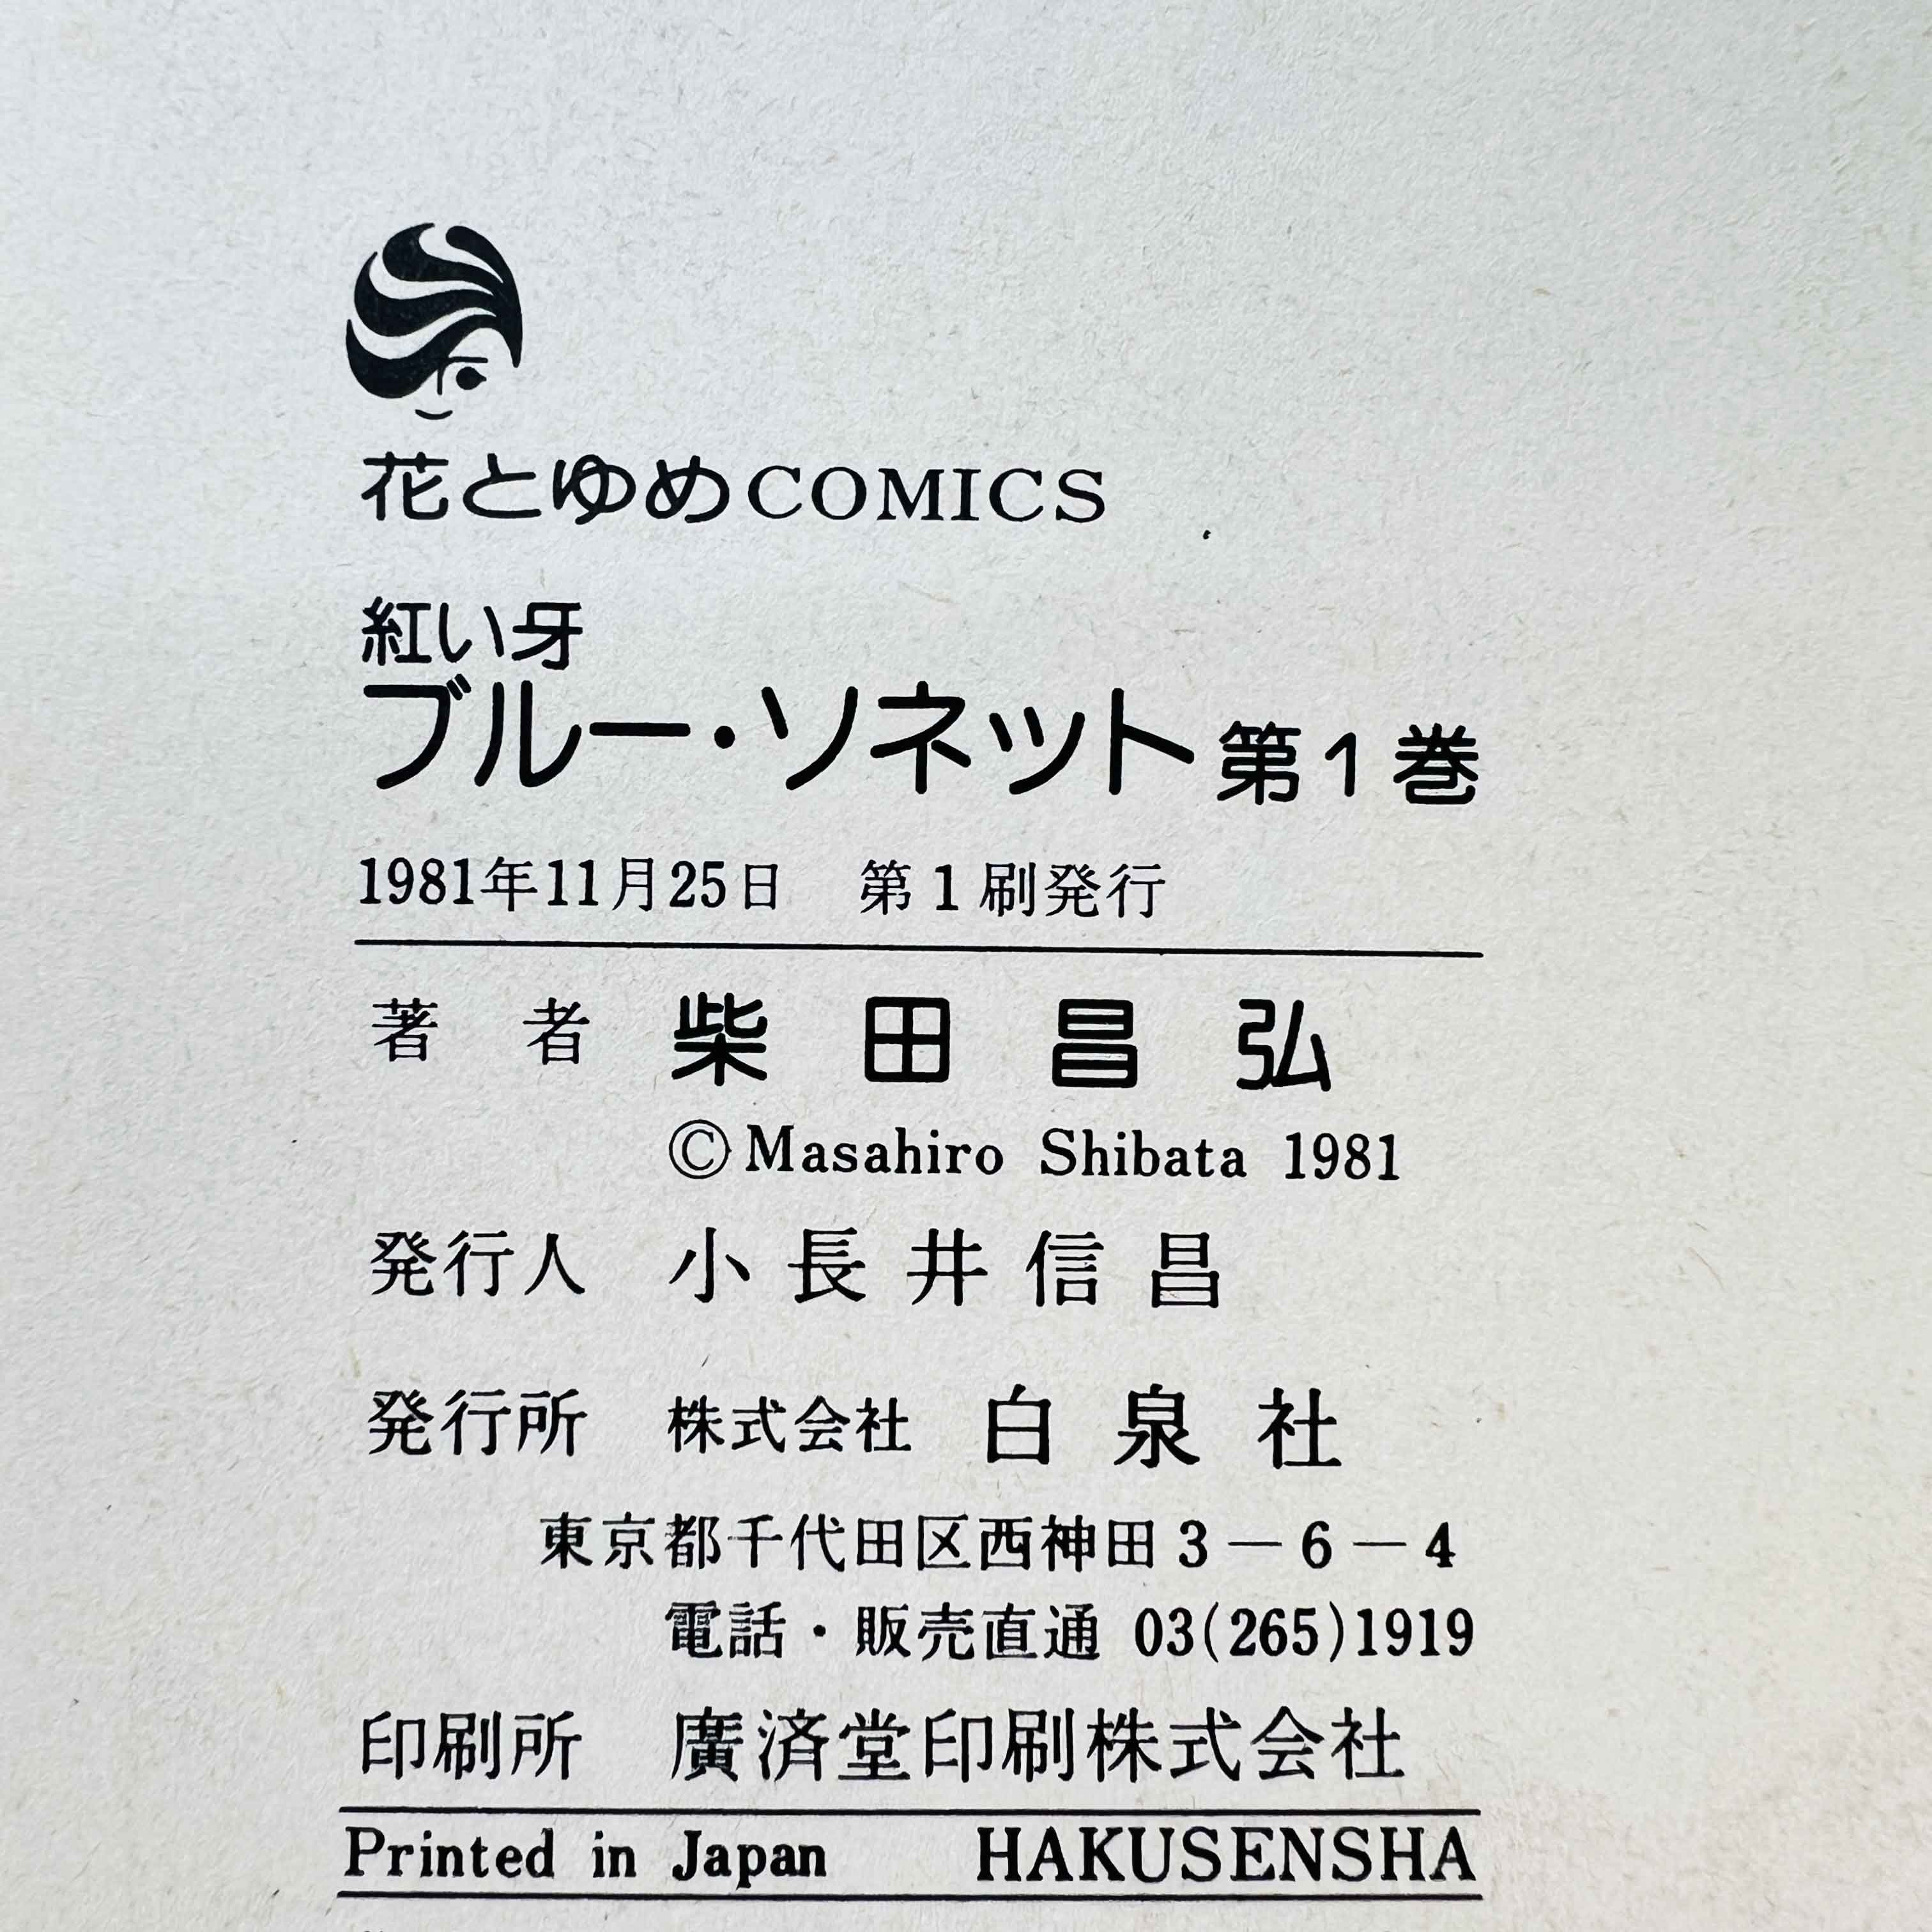 花とゆめCOMICS
紅い牙
ブルー・ソネット 第1巻
1981年11月25日　第1刷発行
著者　柴田昌弘
©Masahiro Shibata 1981
発行人　小長井信昌
発行所　株式会社 白泉社
東京都千代田区西神田3－6－4
電話・販売直通 03(265)1919
印刷所　廣済堂印刷株式会社
Printed in Japan　HAKUSENSHA